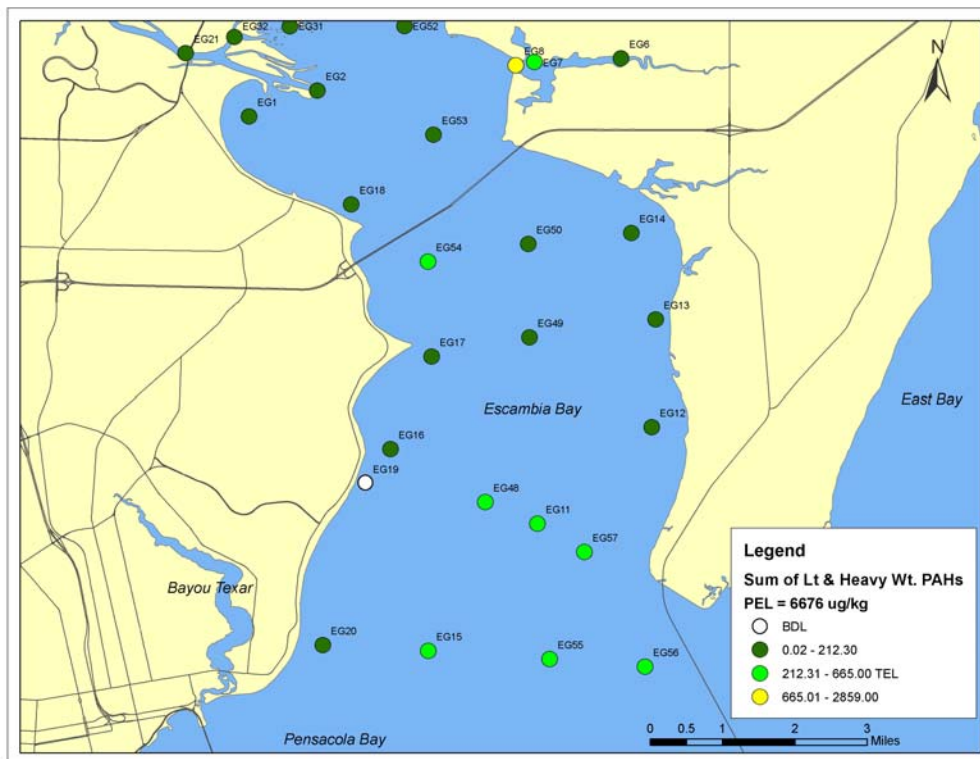 EG31
EG52
EG32
EG21
EG8
EG6
EG7
N
EG2
EG1
EG53
EG18
EG14
EG50
EG54
EG13
EG49
EG17
Escambia Bay
East Bay
EG12
EG16
EG19
EG48
EG11
EG57
Bayou Texar
EG20
EG15
EG55
EG56
Pensacola Bay
Legend
Sum of Lt & Heavy Wt. PAHs
PEL = 6676 ug/kg
BDL
0.02 - 212.30
212.31 - 665.00 TEL
665.01 - 2859.00
0 0.5 1 2 3
Miles